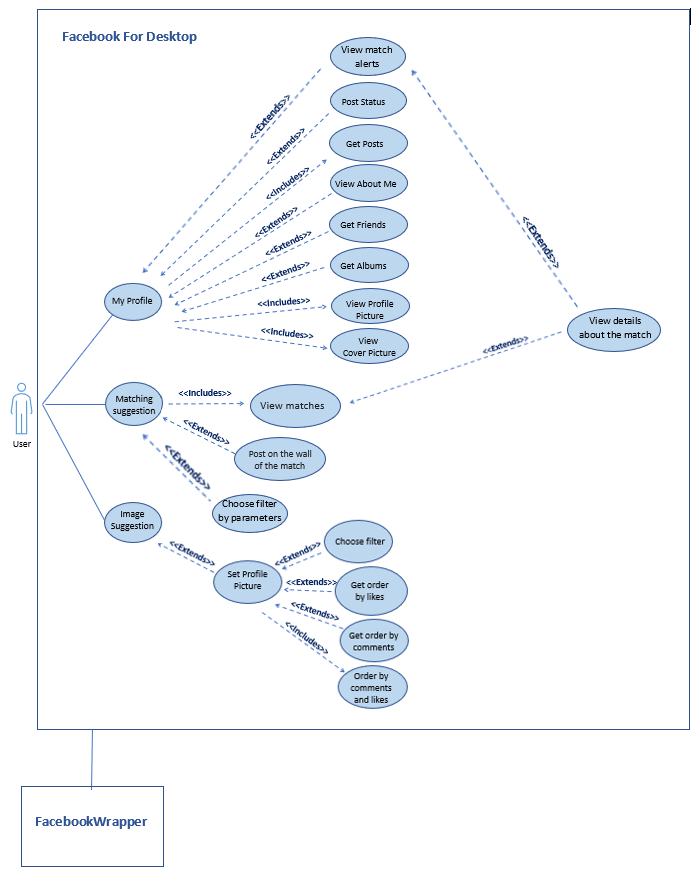 Facebook For Desktop
View match
alerts
<<Extends>>
Post Status
<<Extends>>
Get Posts
<<Includes>>
View About Me
<<Extends>>
Get Friends
<<Extends>>
<<Extends>>
Get Albums
<<Extends>>
My Profile
<<Includes>>
View Profile
Picture
<<Includes>>
View
Cover Picture
View details
about the match
<<Extends>>
User
Matching
suggestion
<<Includes>>
View matches
<<Extends>>
Post on the wall
of the match
<<Extends>>
Choose filter
by parameters
Image
Suggestion
<<Extends>>
Set Profile
Picture
<<Extends>>
Choose filter
<<Extends>>
Get order
by likes
<<Extends>>
Get order by
comments
<<Includes>>
Order by
comments
and likes
FacebookWrapper